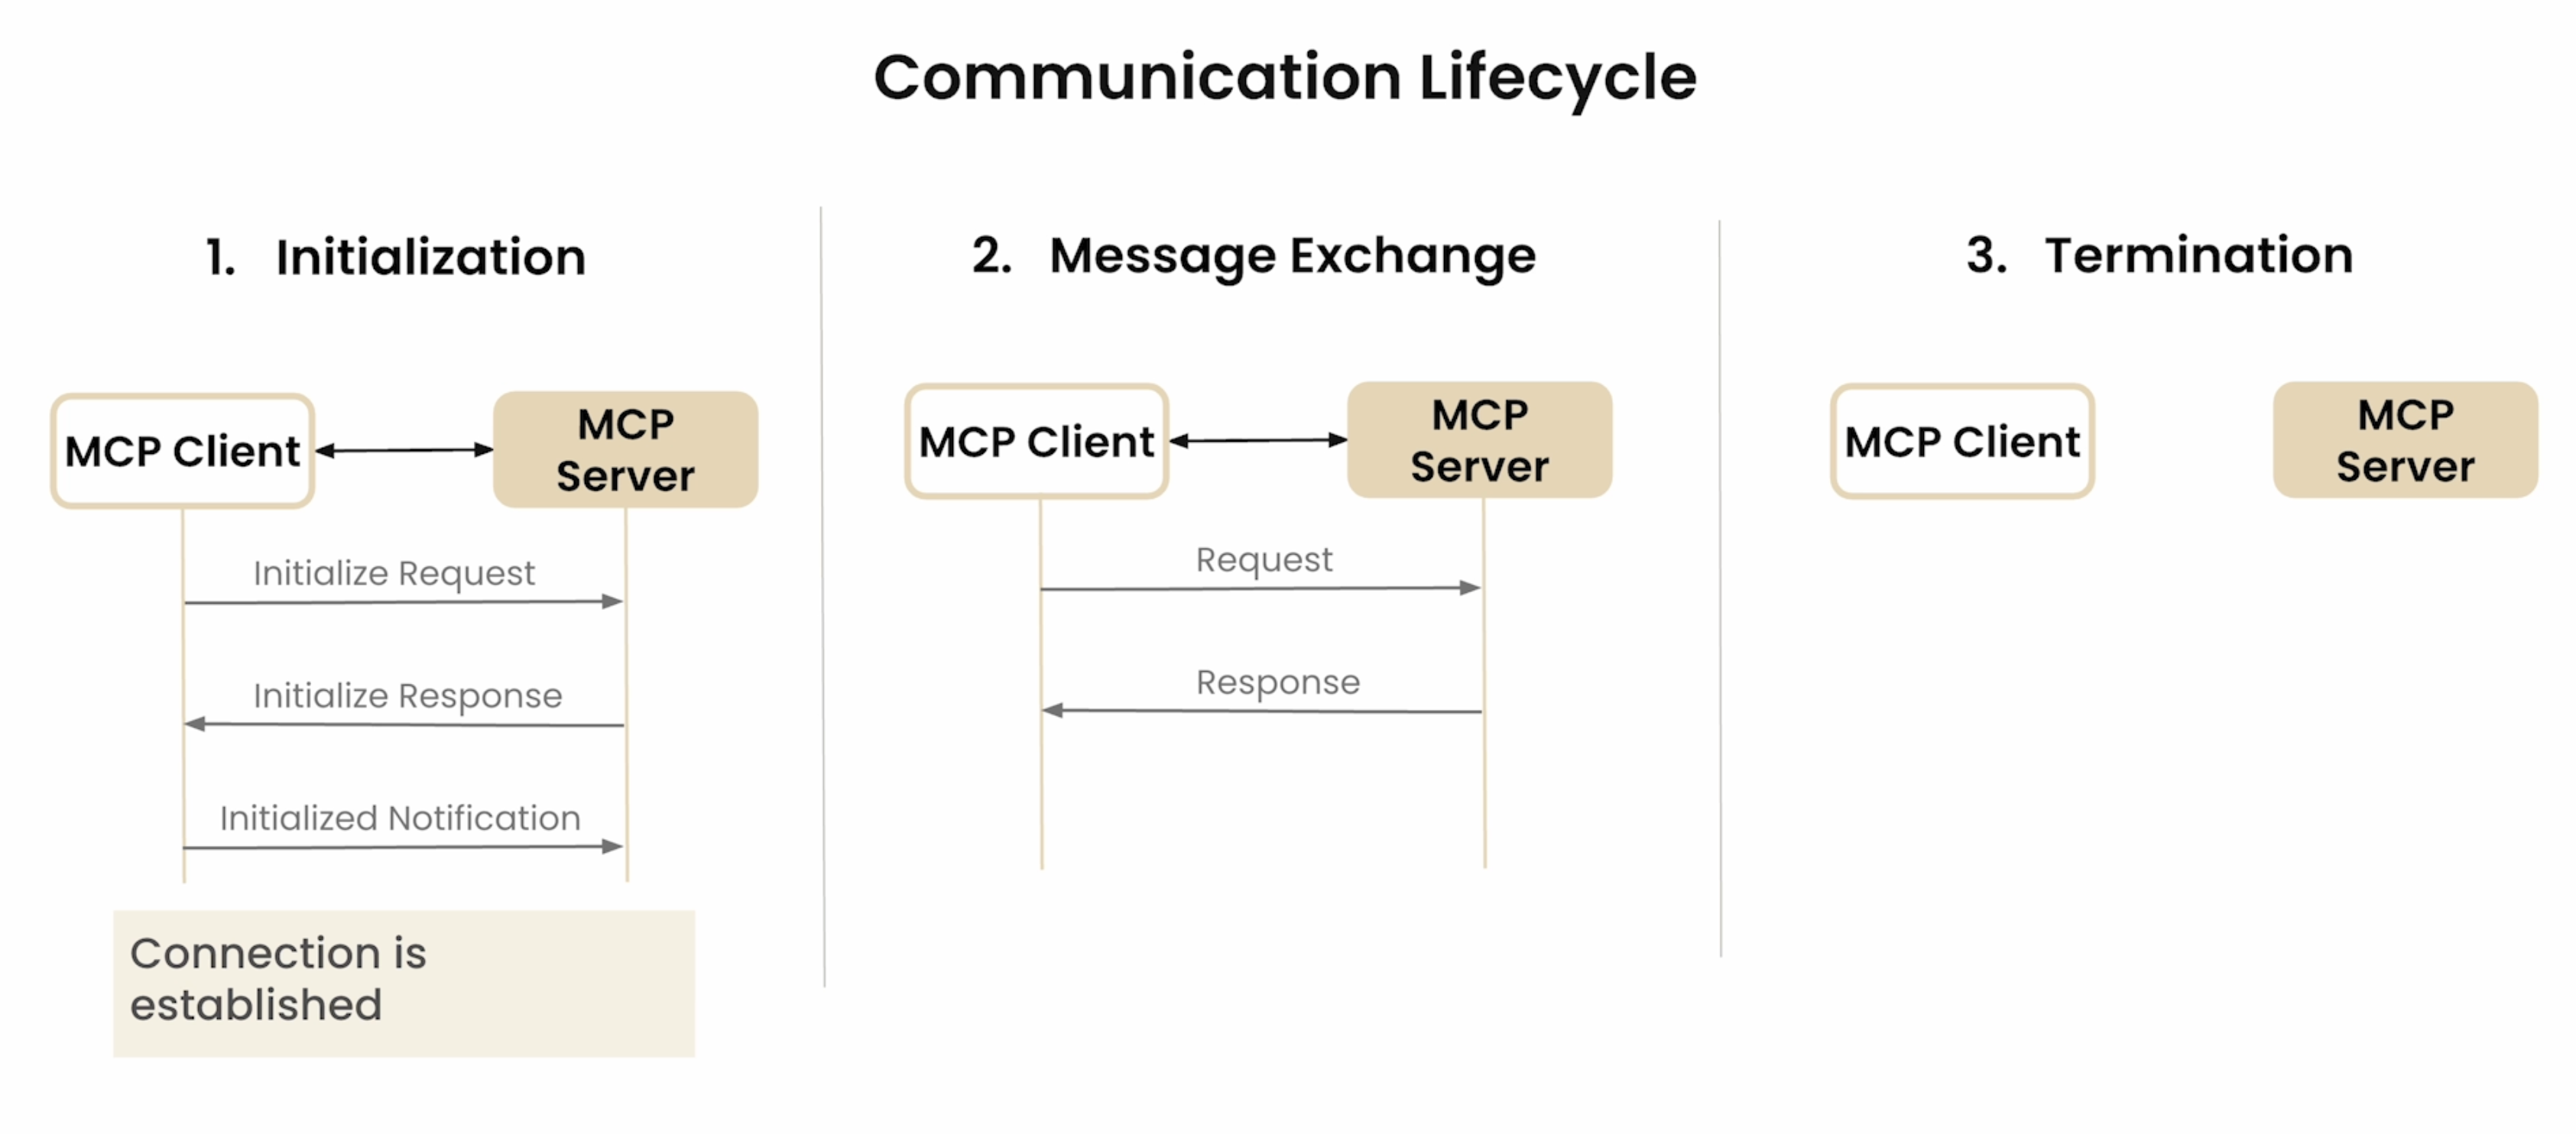 Communication Lifecycle
1. Initialization
MCP Client
MCP
Server
Initialize Request
Initialize Response
Initialized Notification
Connection is
established
2. Message Exchange
MCP Client
MCP
Server
Request
Response
3. Termination
MCP Client
MCP
Server